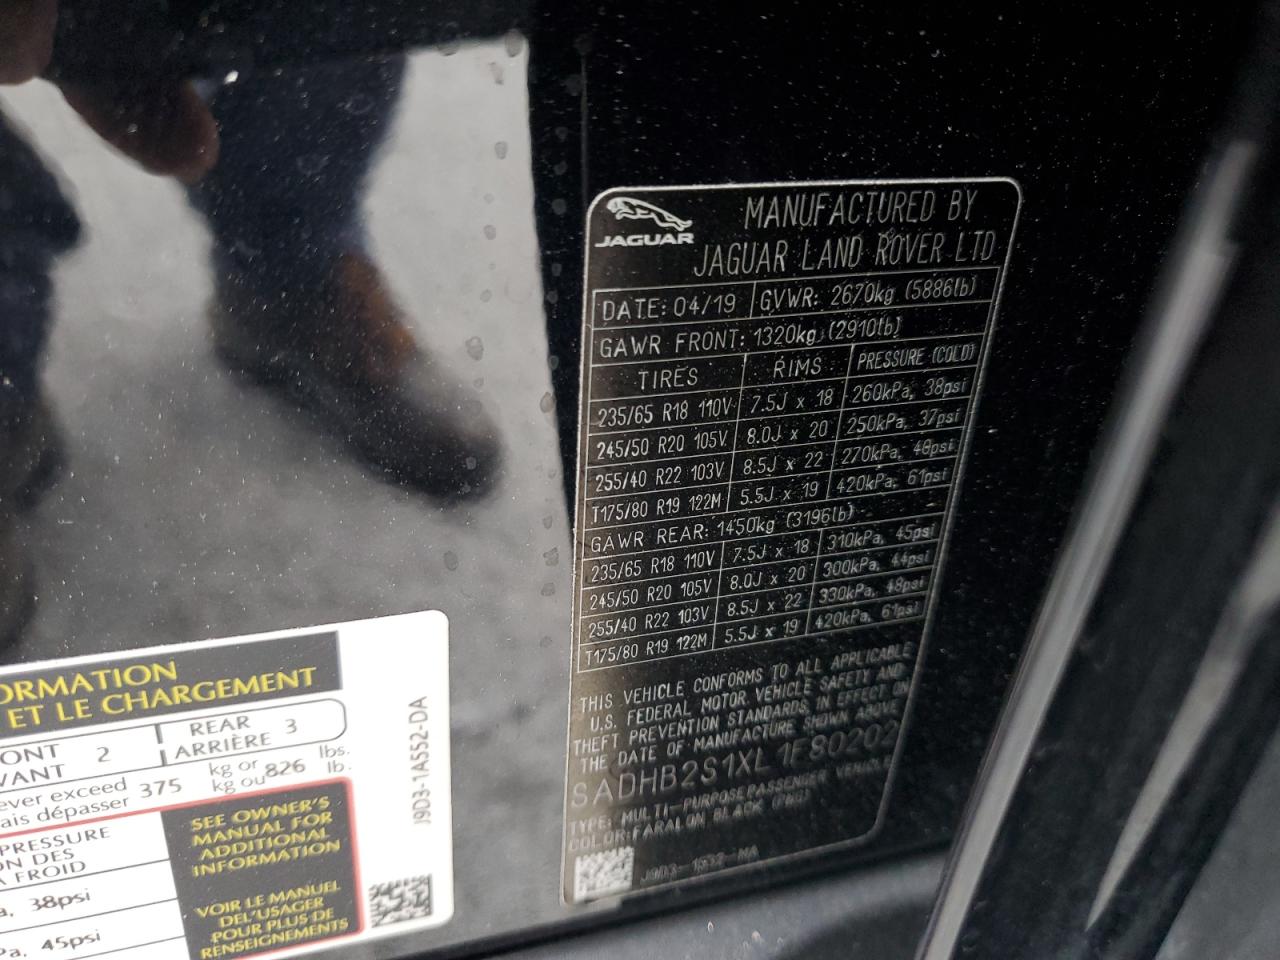 JAGUAR
MANUFACTURED BY
JAGUAR LAND ROVER LTD
DATE: 04/19 GVWR: 2670kg (5886lb)
GAWR FRONT: 1320kg (2910lb)
TIRES RIMS PRESSURE (COLD)
235/65 R18 110V 7.5J x 18 260kPa, 38psi
245/50 R20 105V 8.0J x 20 250kPa, 37psi
255/40 R22 103V 8.5J x 22 270kPa, 40psi
T175/80 R19 122M 5.5J x 19 420kPa, 61psi
GAWR REAR: 1450kg (3196lb)
235/65 R18 110V 7.5J x 18 310kPa, 45psi
245/50 R20 105V 8.0J x 20 300kPa, 44psi
255/40 R22 103V 8.5J x 22 330kPa, 48psi
T175/80 R19 122M 5.5J x 19 420kPa, 61psi
THIS VEHICLE CONFORMS TO ALL APPLICABLE
U.S. FEDERAL MOTOR VEHICLE SAFETY AND
THEFT PREVENTION STANDARDS IN EFFECT ON
THE DATE OF MANUFACTURE SHOWN ABOVE
SADHB2S1XL 1F80202
TYPE: MULTI-PURPOSE PASSENGER VEHICLE
COLOR: FARALLON BLACK
ORMATION
ET LE CHARGEMENT
ONT 2 REAR 3
VANT ARRIÈRE
ever exceed 375 kg or 826 lbs.
ais dépasser kg ou lb.
PRESSURE
ON DES
A FROID
a, 38psi
Pa, 45psi
SEE OWNER'S
MANUAL FOR
ADDITIONAL
INFORMATION
VOIR LE MANUEL
DEL'USAGER
POUR PLUS DE
RENSEIGNEMENTS
J9D3-1A552-DA